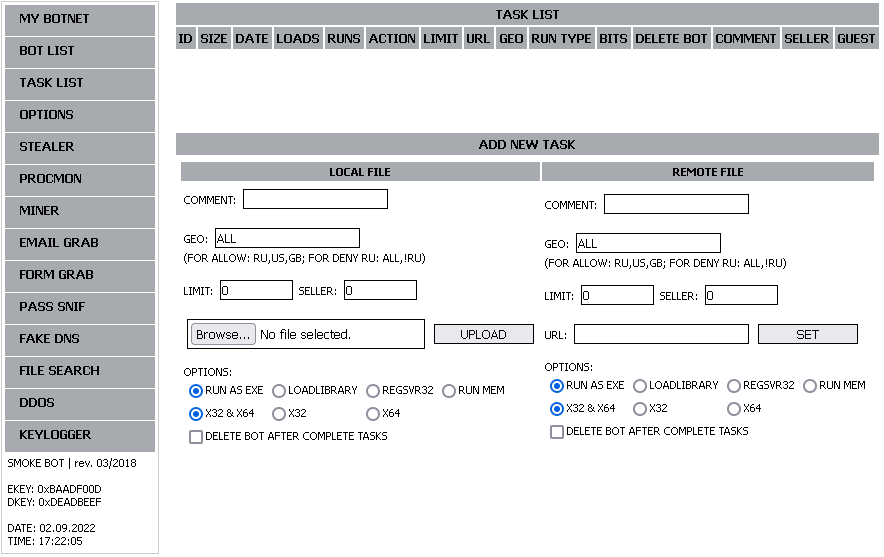 MY BOTNET
BOT LIST
TASK LIST
OPTIONS
STEALER
PROCMON
MINER
EMAIL GRAB
FORM GRAB
PASS SNIF
FAKE DNS
FILE SEARCH
DDOS
KEYLOGGER
SMOKE BOT | rev. 03/2018
EKEY: 0xBAADF00D
DKEY: 0xDEADBEEF
DATE: 02.09.2022
TIME: 17:22:05
TASK LIST
ID SIZE DATE LOADS RUNS ACTION LIMIT URL GEO RUN TYPE BITS DELETE BOT COMMENT SELLER GUEST
ADD NEW TASK
LOCAL FILE
COMMENT:
GEO: ALL
(FOR ALLOW: RU,US,GB; FOR DENY RU: ALL,!RU)
LIMIT: 0 SELLER: 0
Browse... No file selected. UPLOAD
OPTIONS:
RUN AS EXE LOADLIBRARY REGSVR32 RUN MEM
X32 & X64 X32 X64
DELETE BOT AFTER COMPLETE TASKS
REMOTE FILE
COMMENT:
GEO: ALL
(FOR ALLOW: RU,US,GB; FOR DENY RU: ALL,!RU)
LIMIT: 0 SELLER: 0
URL: SET
OPTIONS:
RUN AS EXE LOADLIBRARY REGSVR32 RUN MEM
X32 & X64 X32 X64
DELETE BOT AFTER COMPLETE TASKS